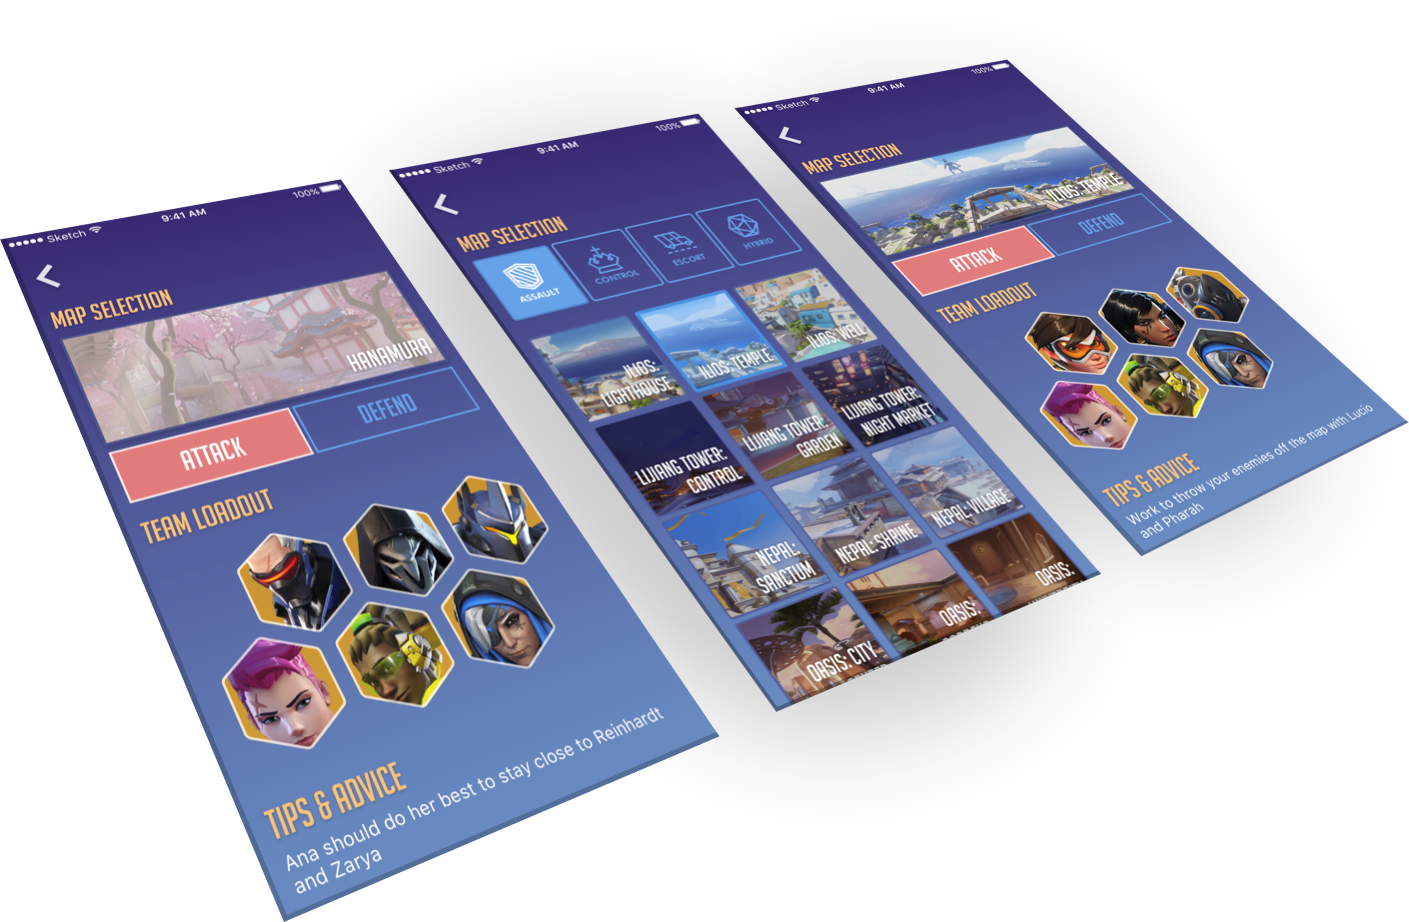 Sketch
9:41 AM
100%
MAP SELECTION
HANAMURA
ATTACK
DEFEND
TEAM LOADOUT
TIPS & ADVICE
Ana should do her best to stay close to Reinhardt
and Zarya
Sketch
9:41 AM
100%
MAP SELECTION
ASSAULT
CONTROL
ESCORT
HYBRID
ILIOS:
LIGHTHOUSE
ILIOS: TEMPLE
ILIOS: WELL
LIJIANG TOWER:
CONTROL
LIJIANG TOWER:
GARDEN
LIJIANG TOWER:
NIGHT MARKET
NEPAL:
SANCTUM
NEPAL: SHRINE
NEPAL: VILLAGE
OASIS: CITY
OASIS:
OASIS:
Sketch
9:41 AM
100%
MAP SELECTION
ILIOS: TEMPLE
ATTACK
DEFEND
TEAM LOADOUT
TIPS & ADVICE
Work to throw your enemies off the map with Lucio
and Pharah